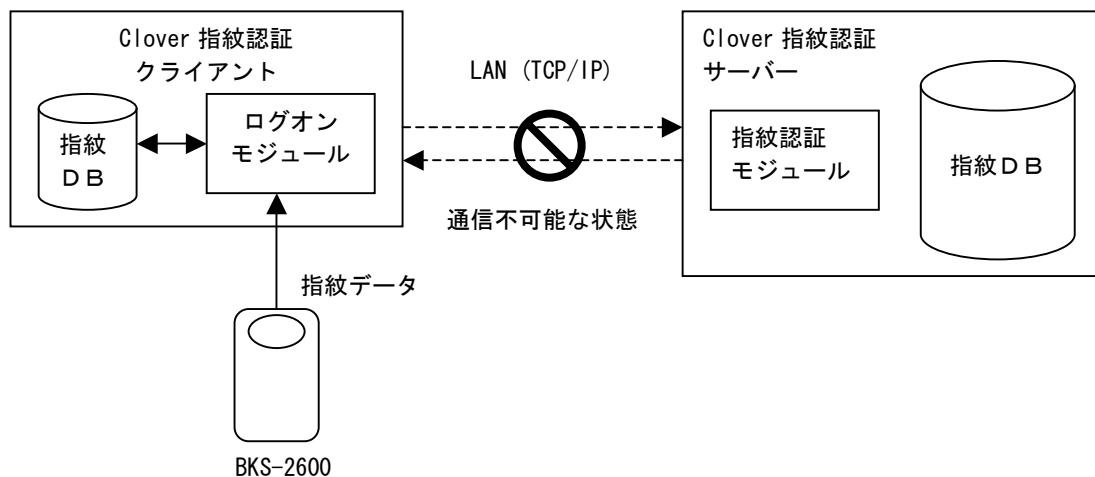 Clover 指紋認証
クライアント
指紋
ＤＢ
ログオン
モジュール
LAN (TCP/IP)
通信不可能な状態
Clover 指紋認証
サーバー
指紋認証
モジュール
指紋ＤＢ
指紋データ
BKS-2600